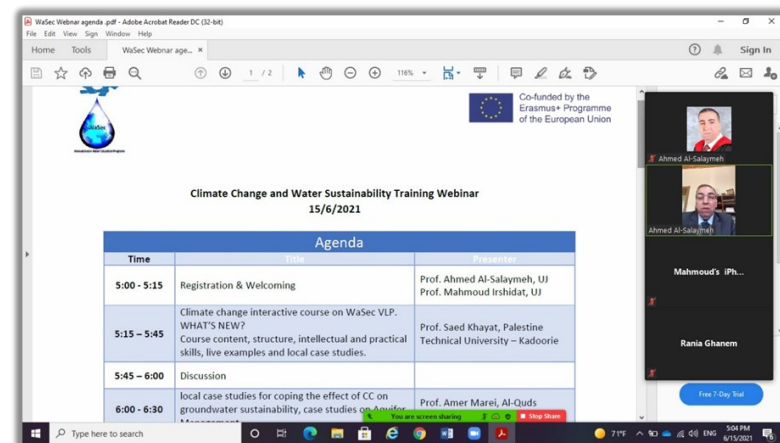 WaSec Webnar agenda .pdf - Adobe Acrobat Reader DC (32-bit)
File Edit View Sign Window Help
Home Tools WaSec Webnar age... × Sign In
1 / 2 116%
WaSec
Co-funded by the
Erasmus+ Programme
of the European Union
Climate Change and Water Sustainability Training Webinar
15/6/2021
Agenda
Time Title Presenter
5:00 - 5:15 Registration & Welcoming Prof. Ahmed Al-Salaymeh, UJ
Prof. Mahmoud Irshidat, UJ
5:15 – 5:45 Climate change interactive course on WaSec VLP.
WHAT'S NEW?
Course content, structure, intellectual and practical
skills, live examples and local case studies.
Prof. Saed Khayat, Palestine
Technical University – Kadoorie
5:45 – 6:00 Discussion
6:00 - 6:30 local case studies for coping the effect of CC on
groundwater sustainability, case studies on Aquifer
Prof. Amer Marei, Al-Quds
Ahmed Al-Salaymeh
Ahmed Al-Salaymeh
Mahmoud's iPh...
Rania Ghanem
Free 7-Day Trial
You are screen sharing Stop Share
Type here to search
71°F ENG 5:04 PM
6/15/2021